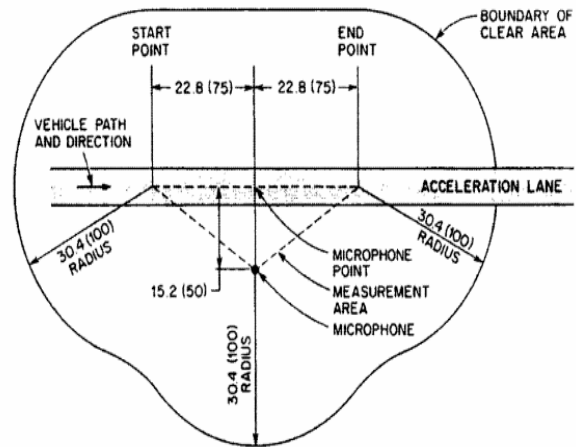 BOUNDARY OF
CLEAR AREA
START
POINT
END
POINT
22.8 (75)
22.8 (75)
VEHICLE PATH
AND DIRECTION
ACCELERATION LANE
30.4 (100)
RADIUS
30.4 (100)
RADIUS
MICROPHONE
POINT
15.2 (50)
MEASUREMENT
AREA
MICROPHONE
30.4 (100)
RADIUS